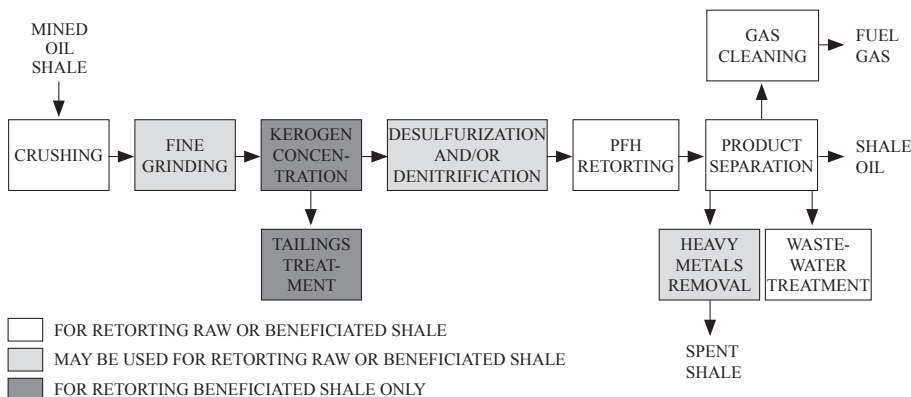 MINED
OIL
SHALE
CRUSHING
FINE
GRINDING
KEROGEN
CONCEN-
TRATION
TAILINGS
TREAT-
MENT
DESULFURIZATION
AND/OR
DENITRIFICATION
PFH
RETORTING
PRODUCT
SEPARATION
GAS
CLEANING
FUEL
GAS
SHALE
OIL
HEAVY
METALS
REMOVAL
WASTE-
WATER
TREATMENT
SPENT
SHALE
FOR RETORTING RAW OR BENEFICIATED SHALE
MAY BE USED FOR RETORTING RAW OR BENEFICIATED SHALE
FOR RETORTING BENEFICIATED SHALE ONLY